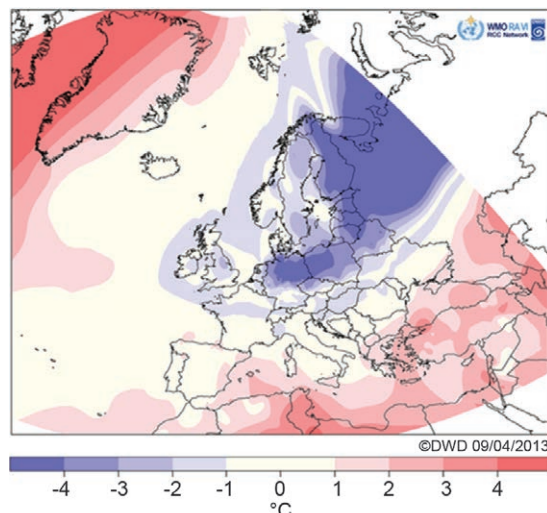 WMO RA VI
RCC Network
©DWD 09/04/2013
-4 -3 -2 -1 0 1 2 3 4
°C